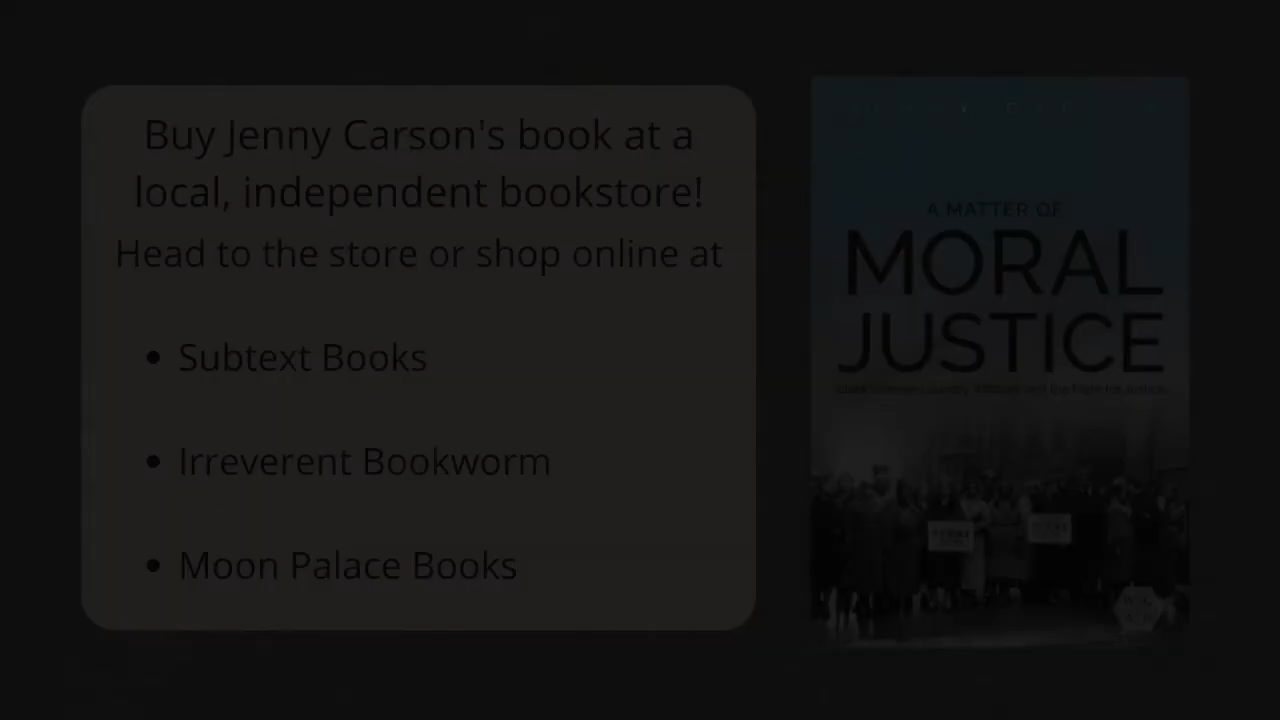 Buy Jenny Carson's book at a
local, independent bookstore!
Head to the store or shop online at
• Subtext Books
• Irreverent Bookworm
• Moon Palace Books
A MATTER OF
MORAL
JUSTICE